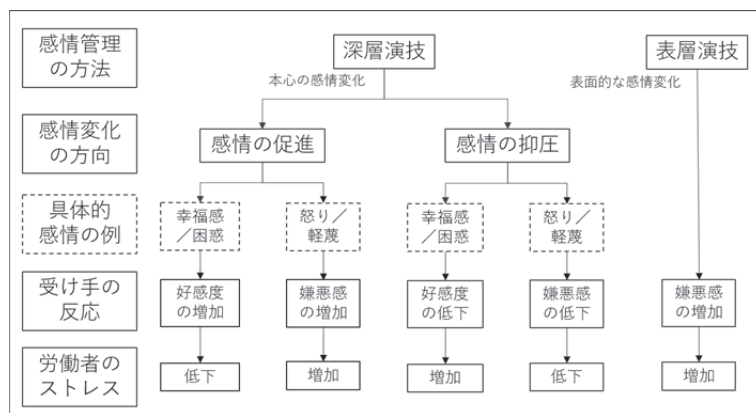 感情管理
の方法
深層演技
表層演技
本心の感情変化
表面的な感情変化
感情変化
の方向
感情の促進
感情の抑圧
具体的
感情の例
幸福感
／困惑
怒り／
軽蔑
幸福感
／困惑
怒り／
軽蔑
受け手の
反応
好感度
の増加
嫌悪感
の増加
好感度
の低下
嫌悪感
の低下
嫌悪感
の増加
労働者の
ストレス
低下
増加
増加
低下
増加